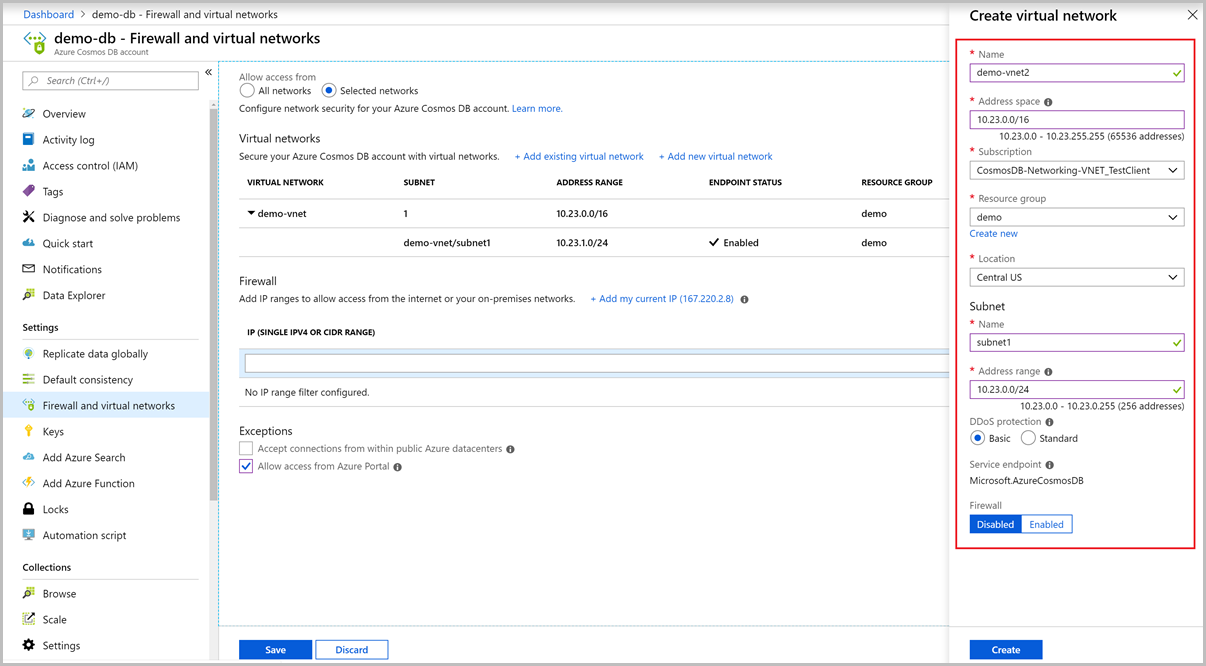 Dashboard > demo-db - Firewall and virtual networks
demo-db - Firewall and virtual networks
Azure Cosmos DB account
Search (Ctrl+/)
«
Overview
Activity log
Access control (IAM)
Tags
Diagnose and solve problems
Quick start
Notifications
Data Explorer
Settings
Replicate data globally
Default consistency
Firewall and virtual networks
Keys
Add Azure Search
Add Azure Function
Locks
Automation script
Collections
Browse
Scale
Settings
Allow access from
All networks Selected networks
Configure network security for your Azure Cosmos DB account. Learn more.
Virtual networks
Secure your Azure Cosmos DB account with virtual networks. + Add existing virtual network + Add new virtual network
VIRTUAL NETWORK SUBNET ADDRESS RANGE ENDPOINT STATUS RESOURCE GROUP
demo-vnet 1 10.23.0.0/16 demo
demo-vnet/subnet1 10.23.1.0/24 Enabled demo
Firewall
Add IP ranges to allow access from the internet or your on-premises networks. + Add my current IP (167.220.2.8)
IP (SINGLE IPV4 OR CIDR RANGE)
No IP range filter configured.
Exceptions
Accept connections from within public Azure datacenters
Allow access from Azure Portal
Save Discard
Create virtual network
* Name
demo-vnet2
* Address space
10.23.0.0/16
10.23.0.0 - 10.23.255.255 (65536 addresses)
* Subscription
CosmosDB-Networking-VNET_TestClient
* Resource group
demo
Create new
* Location
Central US
Subnet
* Name
subnet1
* Address range
10.23.0.0/24
10.23.0.0 - 10.23.0.255 (256 addresses)
DDoS protection
Basic Standard
Service endpoint
Microsoft.AzureCosmosDB
Firewall
Disabled Enabled
Create